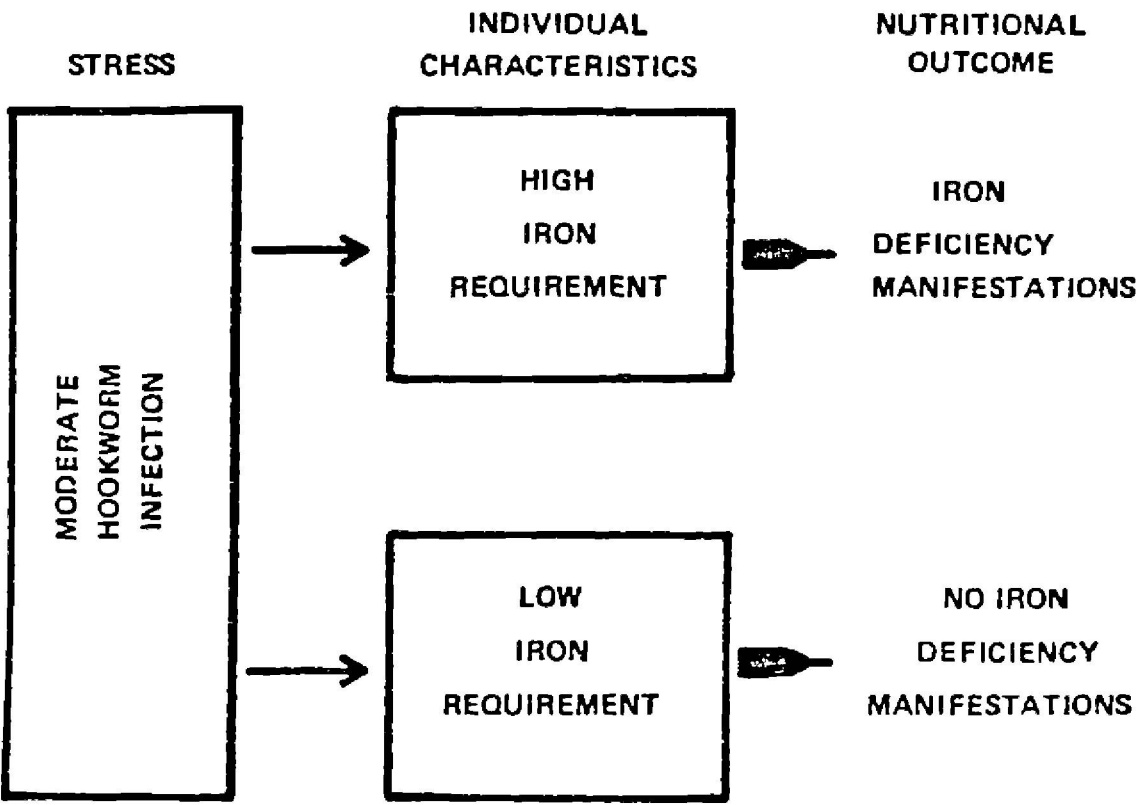 STRESS
INDIVIDUAL
CHARACTERISTICS
NUTRITIONAL
OUTCOME
MODERATE
HOOKWORM
INFECTION
HIGH
IRON
REQUIREMENT
IRON
DEFICIENCY
MANIFESTATIONS
LOW
IRON
REQUIREMENT
NO IRON
DEFICIENCY
MANIFESTATIONS